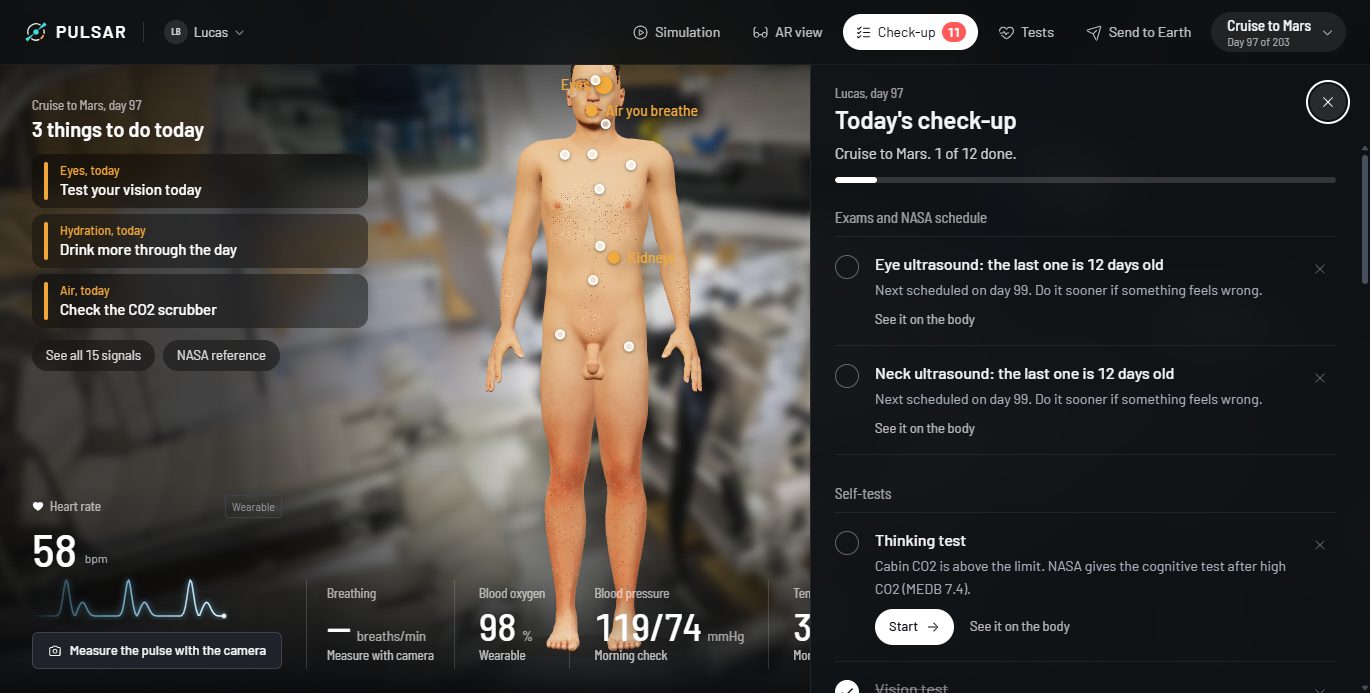 PULSAR
LB Lucas
Simulation
AR view
Check-up 11
Tests
Send to Earth
Cruise to Mars
Day 97 of 203
Cruise to Mars, day 97
3 things to do today
Eyes, today
Test your vision today
Hydration, today
Drink more through the day
Air, today
Check the CO2 scrubber
See all 15 signals
NASA reference
Eyes
Air you breathe
Kidneys
Heart rate
Wearable
58 bpm
Measure the pulse with the camera
Breathing
— breaths/min
Measure with camera
Blood oxygen
98 %
Wearable
Blood pressure
119/74 mmHg
Morning check
Lucas, day 97
Today's check-up
Cruise to Mars. 1 of 12 done.
Exams and NASA schedule
Eye ultrasound: the last one is 12 days old
Next scheduled on day 99. Do it sooner if something feels wrong.
See it on the body
Neck ultrasound: the last one is 12 days old
Next scheduled on day 99. Do it sooner if something feels wrong.
See it on the body
Self-tests
Thinking test
Cabin CO2 is above the limit. NASA gives the cognitive test after high
CO2 (MEDB 7.4).
Start
See it on the body
Vision test